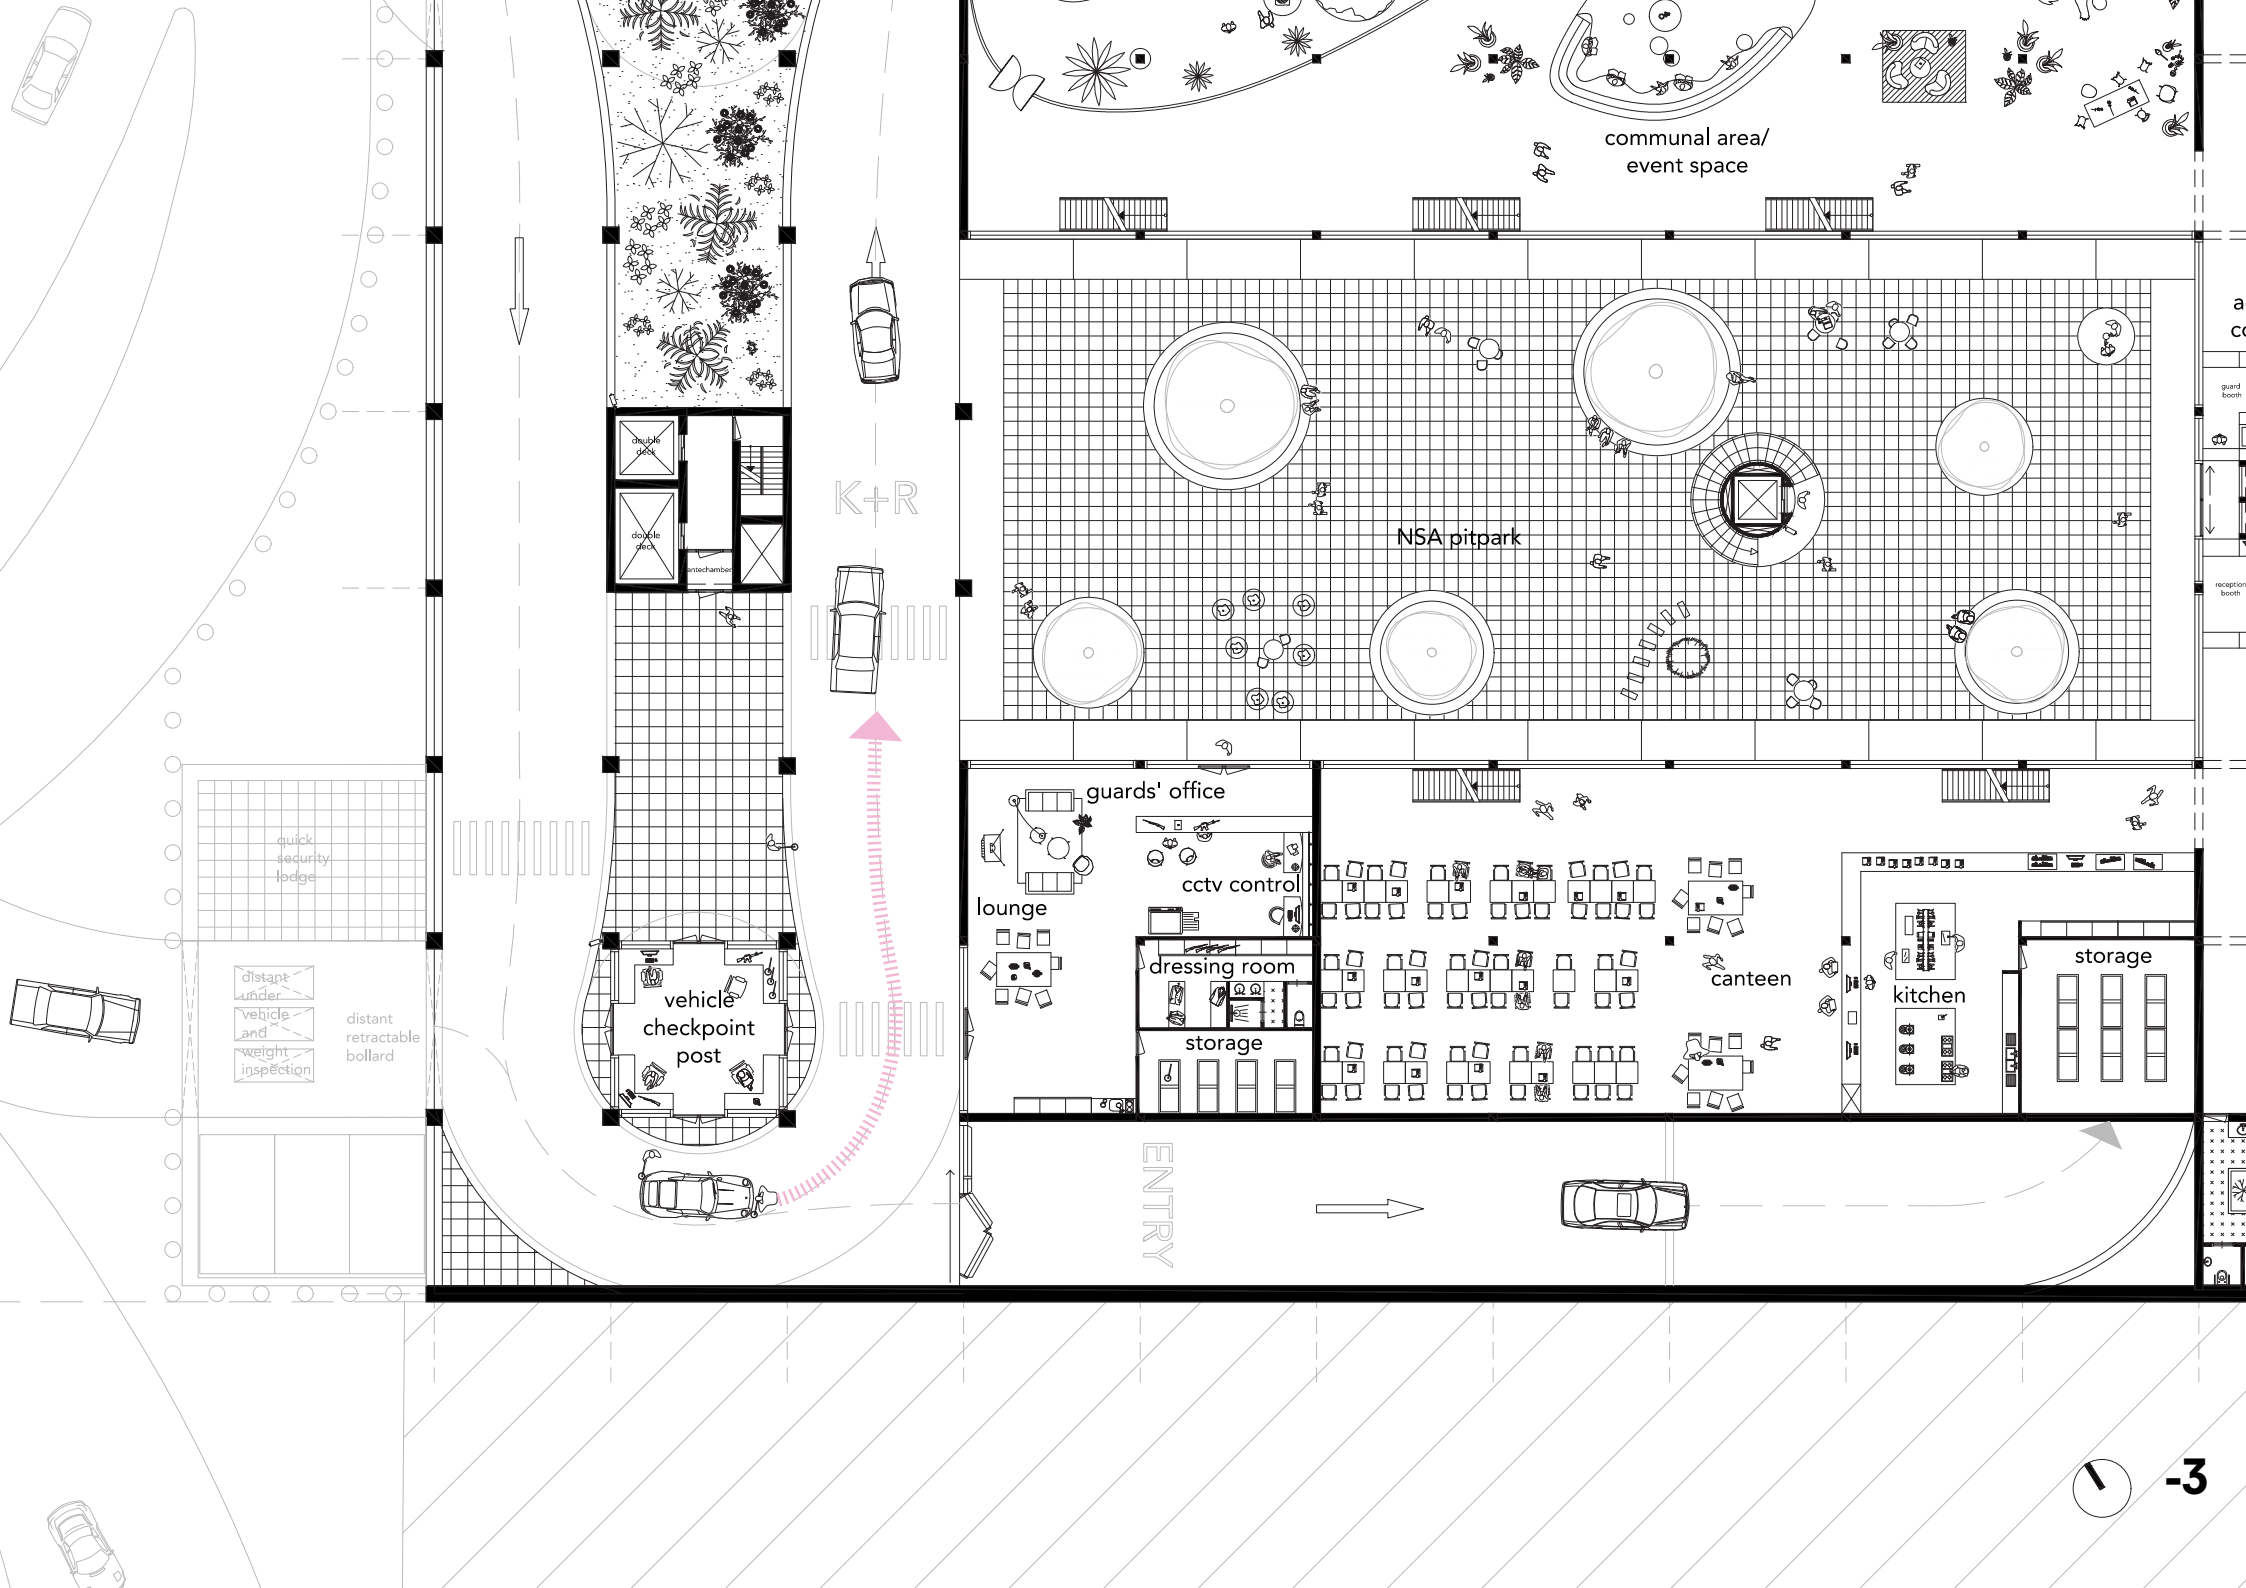 communal area/
event space
a
co
guard
booth
double
deck
K+R
double
deck
antechamber
NSA pitpark
reception
booth
guards' office
quick
security
lodge
cctv control
lounge
dressing room
storage
canteen
kitchen
storage
distant
under
vehicle
and
weight
inspection
distant
retractable
bollard
vehicle
checkpoint
post
ENTRY
-3